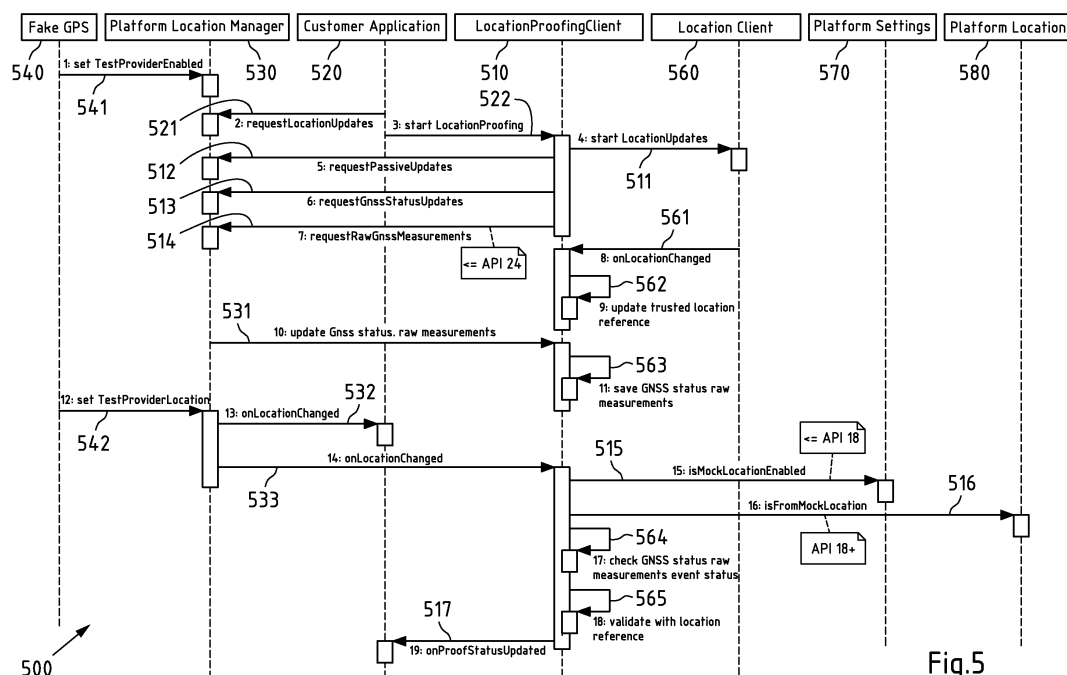 Fake GPS
Platform Location Manager
Customer Application
LocationProofingClient
Location Client
Platform Settings
Platform Location
540
530
520
510
560
570
580
1: set TestProviderEnabled
541
522
521
2: requestLocationUpdates
3: start LocationProofing
4: start LocationUpdates
511
512
5: requestPassiveUpdates
513
6: requestGnssStatusUpdates
514
7: requestRawGnssMeasurements
<= API 24
561
8: onLocationChanged
562
9: update trusted location
reference
531
10: update Gnss status. raw measurements
563
11: save GNSS status raw
measurements
12: set TestProviderLocation
542
13: onLocationChanged
532
14: onLocationChanged
533
515
<= API 18
15: isMockLocationEnabled
516
16: isFromMockLocation
API 18+
564
17: check GNSS status raw
measurements event status
565
18: validate with location
reference
517
19: onProofStatusUpdated
500
Fig.5